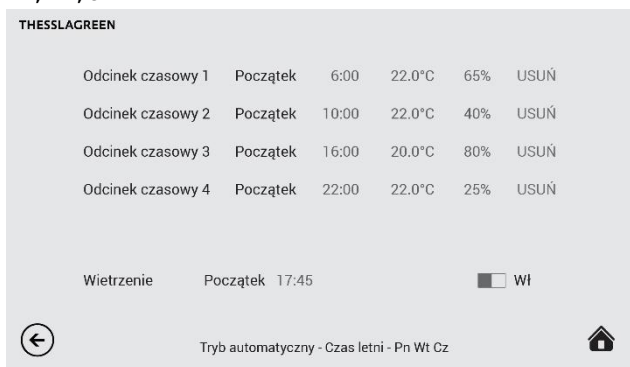 THESSLAGREEN
Odcinek czasowy 1 Początek 6:00 22.0°C 65% USUŃ
Odcinek czasowy 2 Początek 10:00 22.0°C 40% USUŃ
Odcinek czasowy 3 Początek 16:00 20.0°C 80% USUŃ
Odcinek czasowy 4 Początek 22:00 22.0°C 25% USUŃ
Wietrzenie Początek 17:45 Wł
Tryb automatyczny - Czas letni - Pn Wt Cz